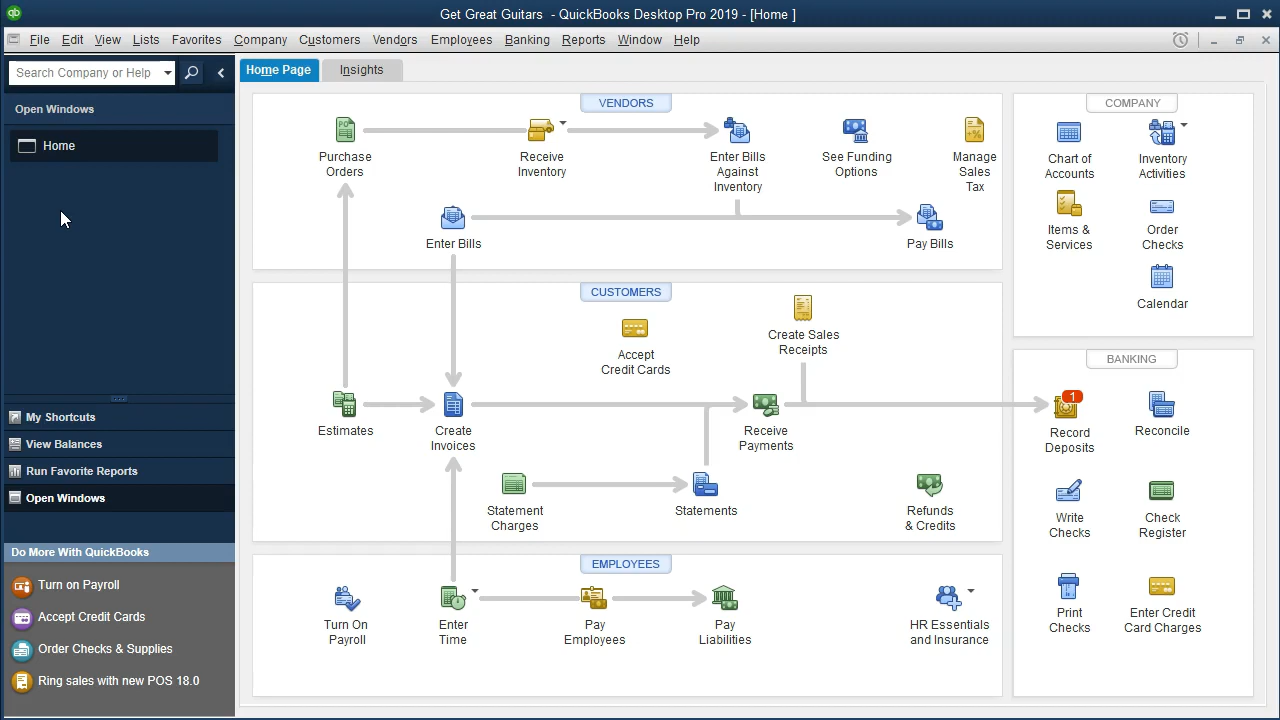 Get Great Guitars - QuickBooks Desktop Pro 2019 - [Home ]
File Edit View Lists Favorites Company Customers Vendors Employees Banking Reports Window Help
Search Company or Help
Home Page
Insights
Open Windows
Home
My Shortcuts
View Balances
Run Favorite Reports
Open Windows
Do More With QuickBooks
Turn on Payroll
Accept Credit Cards
Order Checks & Supplies
Ring sales with new POS 18.0
VENDORS
Purchase
Orders
Receive
Inventory
Enter Bills
Against
Inventory
See Funding
Options
Manage
Sales
Tax
Enter Bills
Pay Bills
CUSTOMERS
Accept
Credit Cards
Create Sales
Receipts
Estimates
Create
Invoices
Receive
Payments
Statement
Charges
Statements
Refunds
& Credits
EMPLOYEES
Turn On
Payroll
Enter
Time
Pay
Employees
Pay
Liabilities
HR Essentials
and Insurance
COMPANY
Chart of
Accounts
Inventory
Activities
Items &
Services
Order
Checks
Calendar
BANKING
1
Record
Deposits
Reconcile
Write
Checks
Check
Register
Print
Checks
Enter Credit
Card Charges